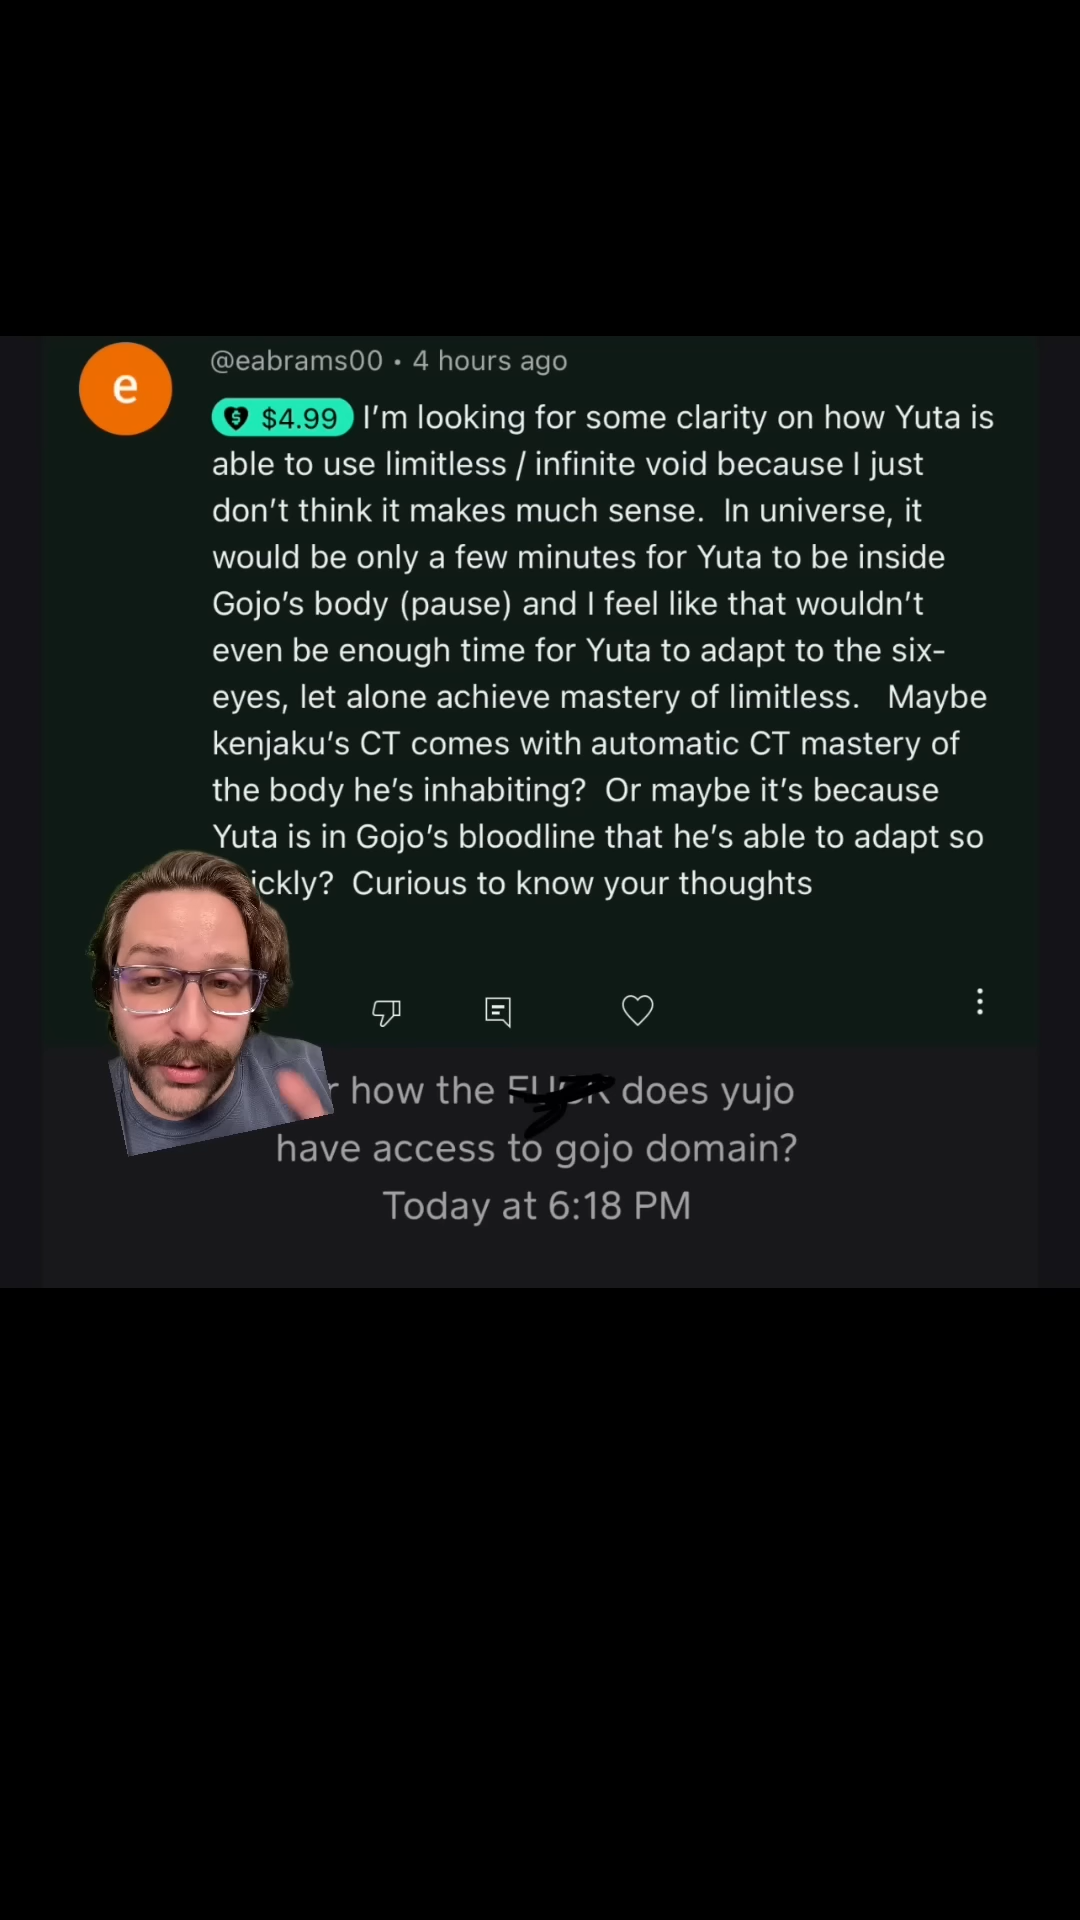 @eabrams00 • 4 hours ago
$4.99 I’m looking for some clarity on how Yuta is
able to use limitless / infinite void because I just
don’t think it makes much sense.  In universe, it
would be only a few minutes for Yuta to be inside
Gojo’s body (pause) and I feel like that wouldn’t
even be enough time for Yuta to adapt to the six-
eyes, let alone achieve mastery of limitless.   Maybe
kenjaku’s CT comes with automatic CT mastery of
the body he’s inhabiting?  Or maybe it’s because
Yuta is in Gojo’s bloodline that he’s able to adapt so
Curious to know your thoughts
how the does yujo
have access to gojo domain?
Today at 6:18 PM